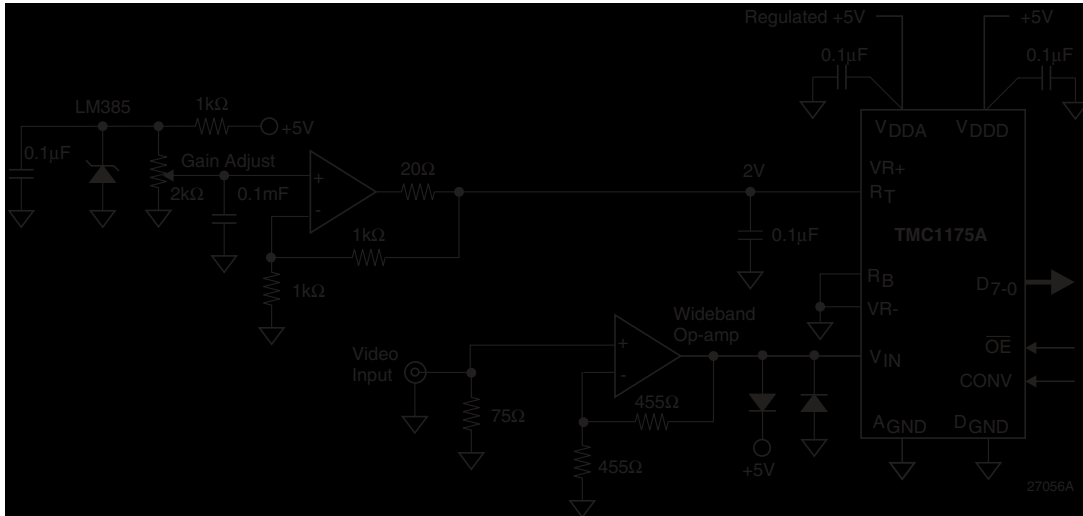 Regulated +5V
+5V
0.1μF
0.1μF
LM385
1kΩ
+5V
VDDA
VDDD
0.1μF
Gain Adjust
20Ω
2V
VR+
2kΩ
0.1mF
+
-
RT
1kΩ
0.1μF
TMC1175A
1kΩ
RB
D7-0
VR-
Wideband
Op-amp
Video
Input
+
-
VIN
OE
CONV
75Ω
455Ω
AGND
DGND
455Ω
+5V
27056A